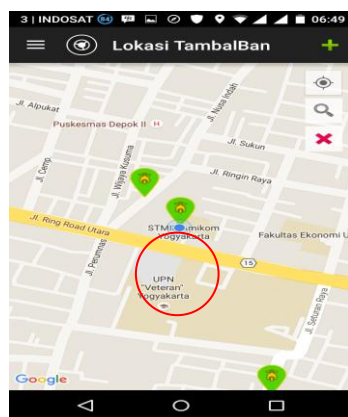 3 | INDOSAT 64 06:49
Lokasi TambalBan
Jl. Alpukat
Jl. Nusa Indah
Puskesmas Depok II H
Jl. Sukun
Jl. Cemp
Jl. Wijaya Kusuma
Jl. Ringin Raya
Jl. Ring Road Utara
STMIK Amikom
Yogyakarta
Fakultas Ekonomi U
Jl. Perumnas
15
UPN
"Veteran"
Yogyakarta
Jl. Seturan Raya
Google